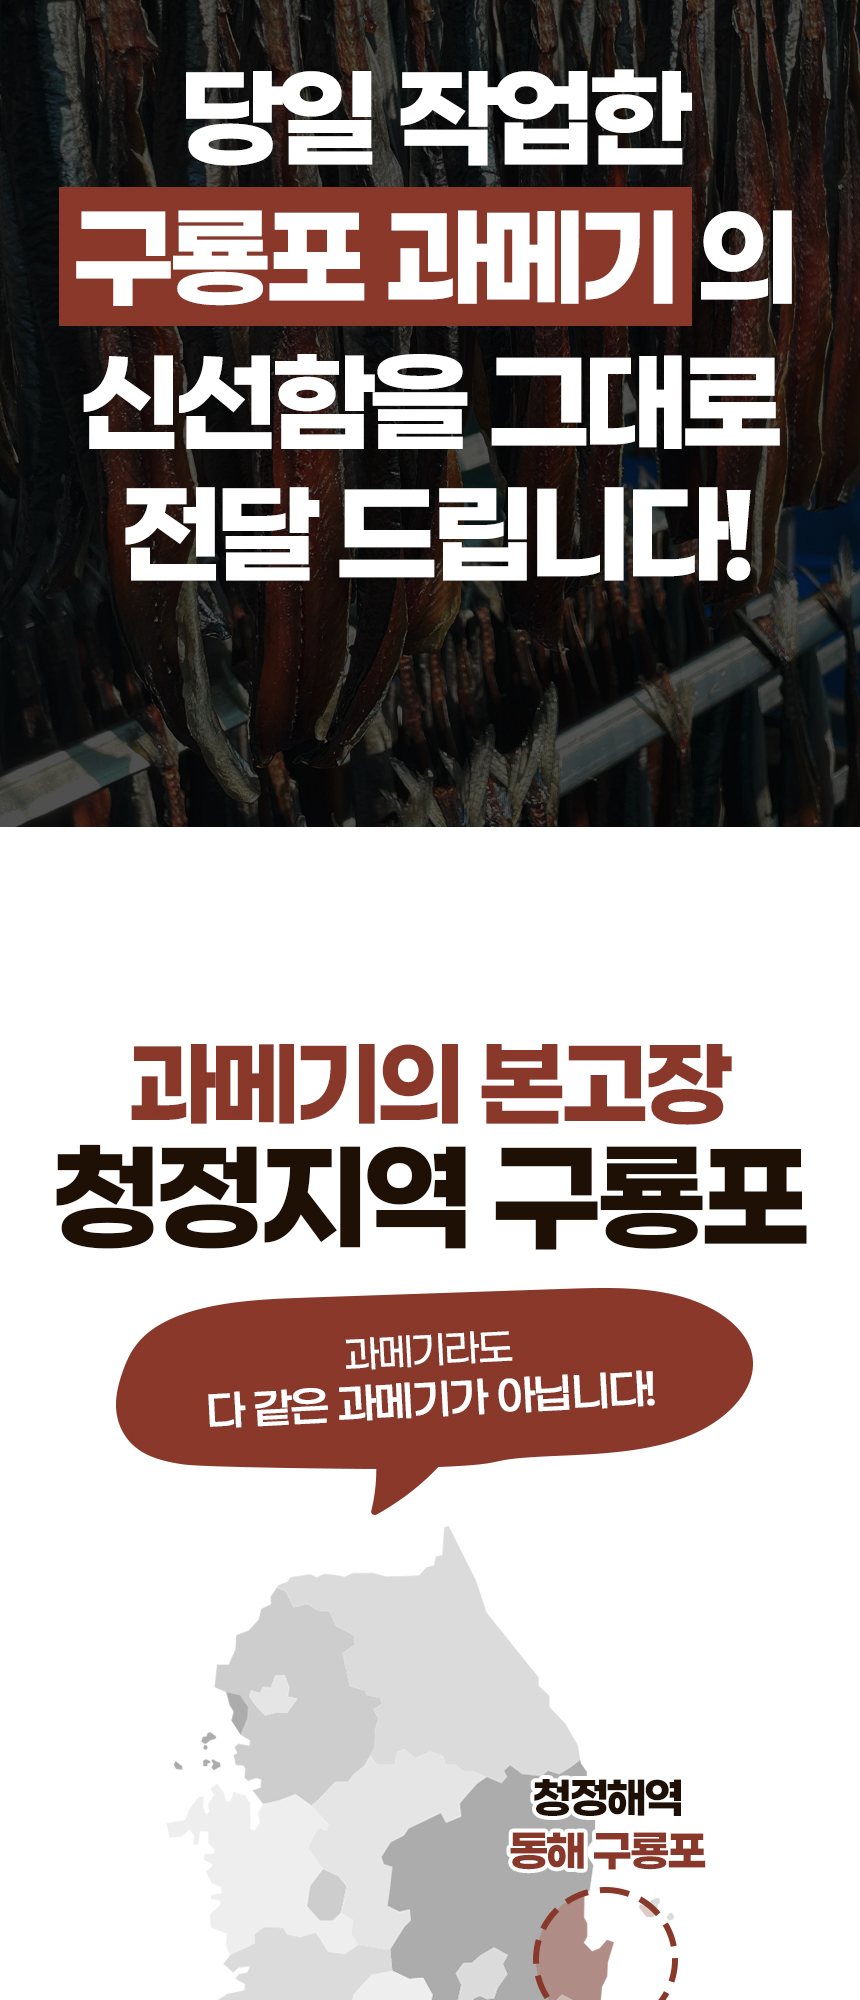 당일 작업한
구룡포 과메기 의
신선함을 그대로
전달 드립니다!
과메기의 본고장
청정지역 구룡포
과메기라도
다 같은 과메기가 아닙니다!
청정해역
동해 구룡포